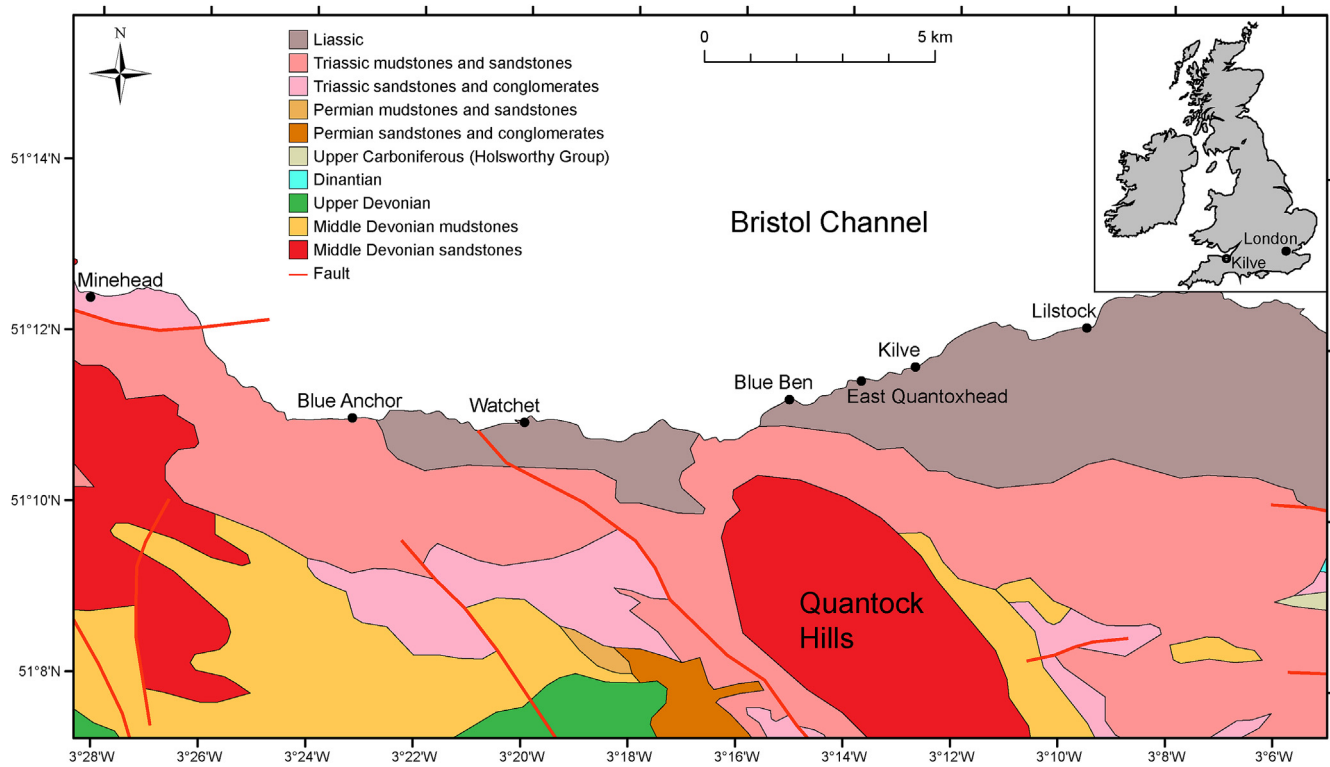 N
Liassic
Triassic mudstones and sandstones
Triassic sandstones and conglomerates
Permian mudstones and sandstones
Permian sandstones and conglomerates
Upper Carboniferous (Holsworthy Group)
Dinantian
Upper Devonian
Middle Devonian mudstones
Middle Devonian sandstones
Fault
0
5 km
London
Kilve
Bristol Channel
51°14'N
51°12'N
51°10'N
51°8'N
Minehead
Blue Anchor
Watchet
Blue Ben
East Quantoxhead
Kilve
Lilstock
Quantock
Hills
3°28'W
3°26'W
3°24'W
3°22'W
3°20'W
3°18'W
3°16'W
3°14'W
3°12'W
3°10'W
3°8'W
3°6'W